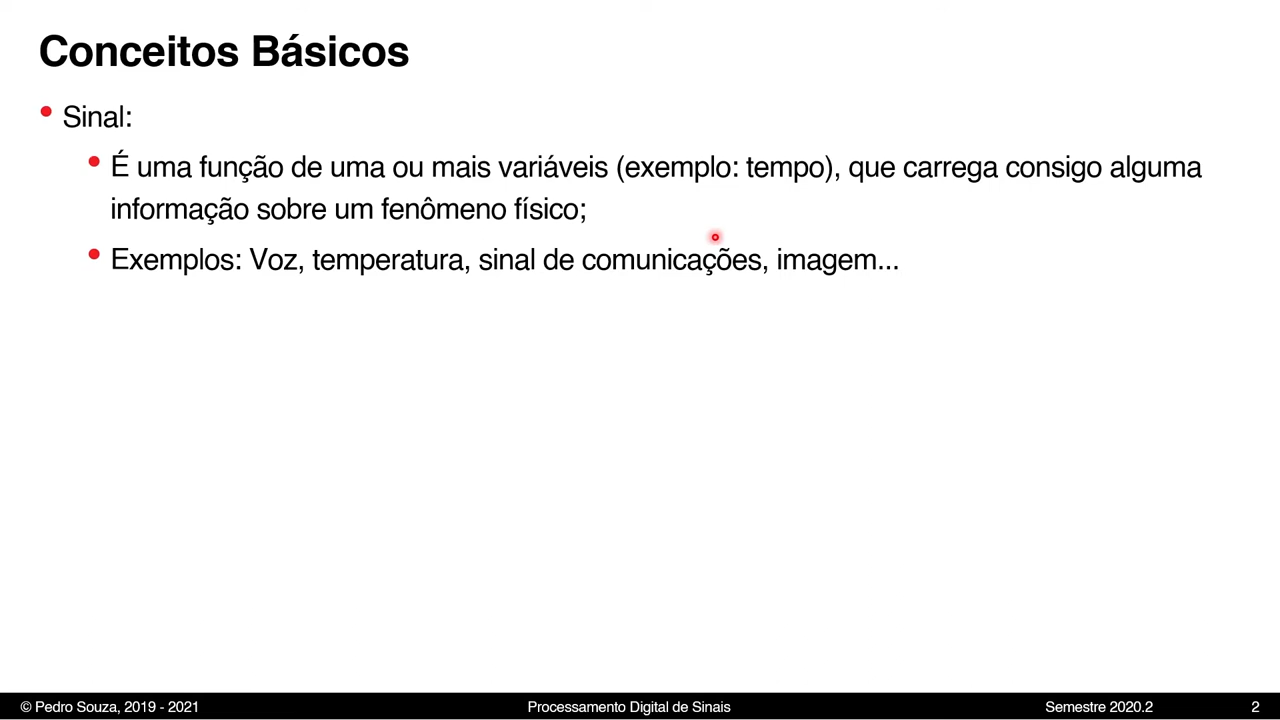 Conceitos Básicos
• Sinal:
• É uma função de uma ou mais variáveis (exemplo: tempo), que carrega consigo alguma
informação sobre um fenômeno físico;
• Exemplos: Voz, temperatura, sinal de comunicações, imagem...
© Pedro Souza, 2019 - 2021 Processamento Digital de Sinais Semestre 2020.2 2